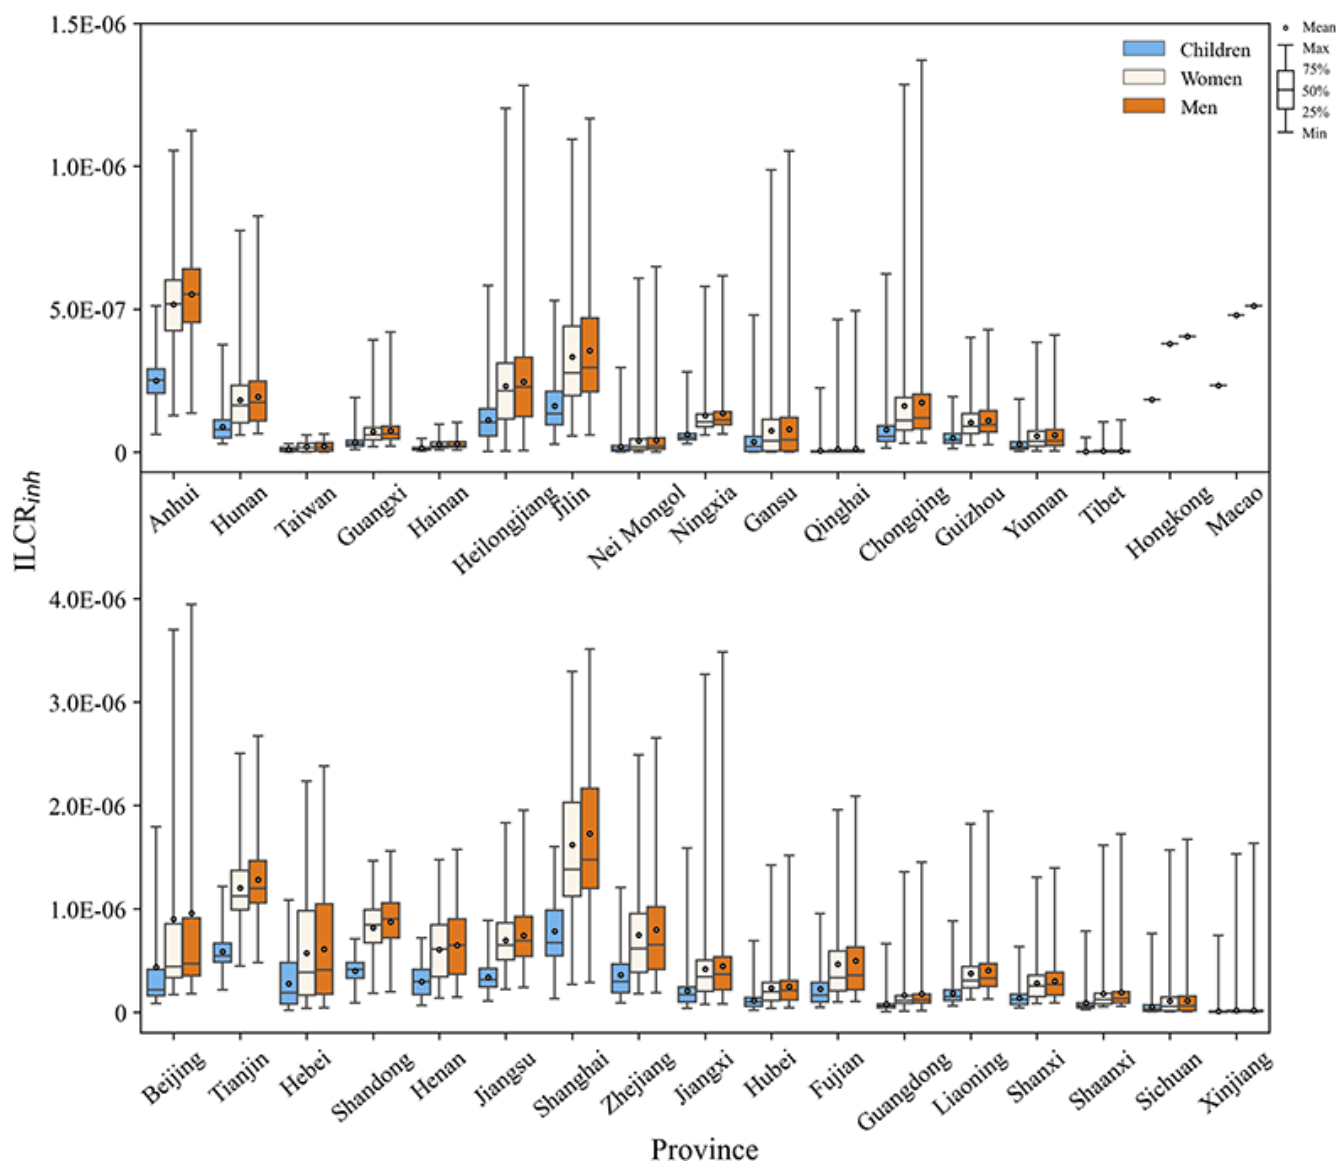 1.5E-06
1.0E-06
5.0E-07
0
Children
Women
Men
Mean
Max
75%
50%
25%
Min
Anhui
Hunan
Taiwan
Guangxi
Hainan
Heilongjiang
Jilin
Nei Mongol
Ningxia
Gansu
Qinghai
Chongqing
Guizhou
Yunnan
Tibet
Hongkong
Macao
ILCRinh
4.0E-06
3.0E-06
2.0E-06
1.0E-06
0
Beijing
Tianjin
Hebei
Shandong
Henan
Jiangsu
Shanghai
Zhejiang
Jiangxi
Hubei
Fujian
Guangdong
Liaoning
Shanxi
Shaanxi
Sichuan
Xinjiang
Province